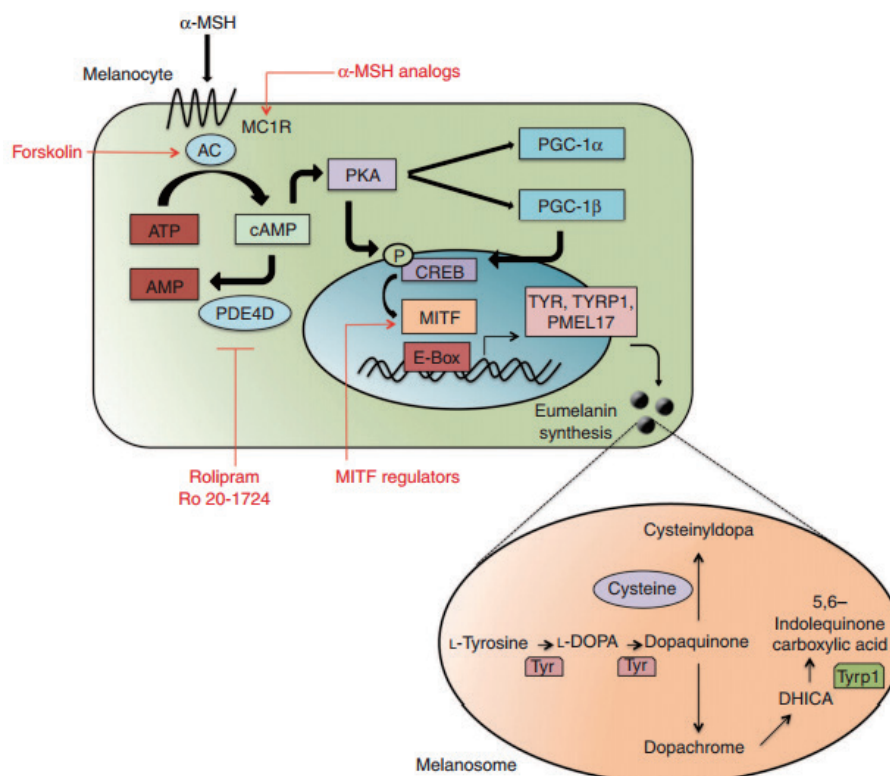 α-MSH
Melanocyte
α-MSH analogs
MC1R
Forskolin
AC
PKA
PGC-1α
ATP
cAMP
PGC-1β
P
CREB
AMP
PDE4D
MITF
TYR, TYRP1,
PMEL17
E-Box
Eumelanin
synthesis
Rolipram
Ro 20-1724
MITF regulators
Cysteinyldopa
Cysteine
5,6–
Indolequinone
carboxylic acid
L-Tyrosine
L-DOPA
Dopaquinone
Tyr
Tyr
Tyrp1
DHICA
Dopachrome
Melanosome